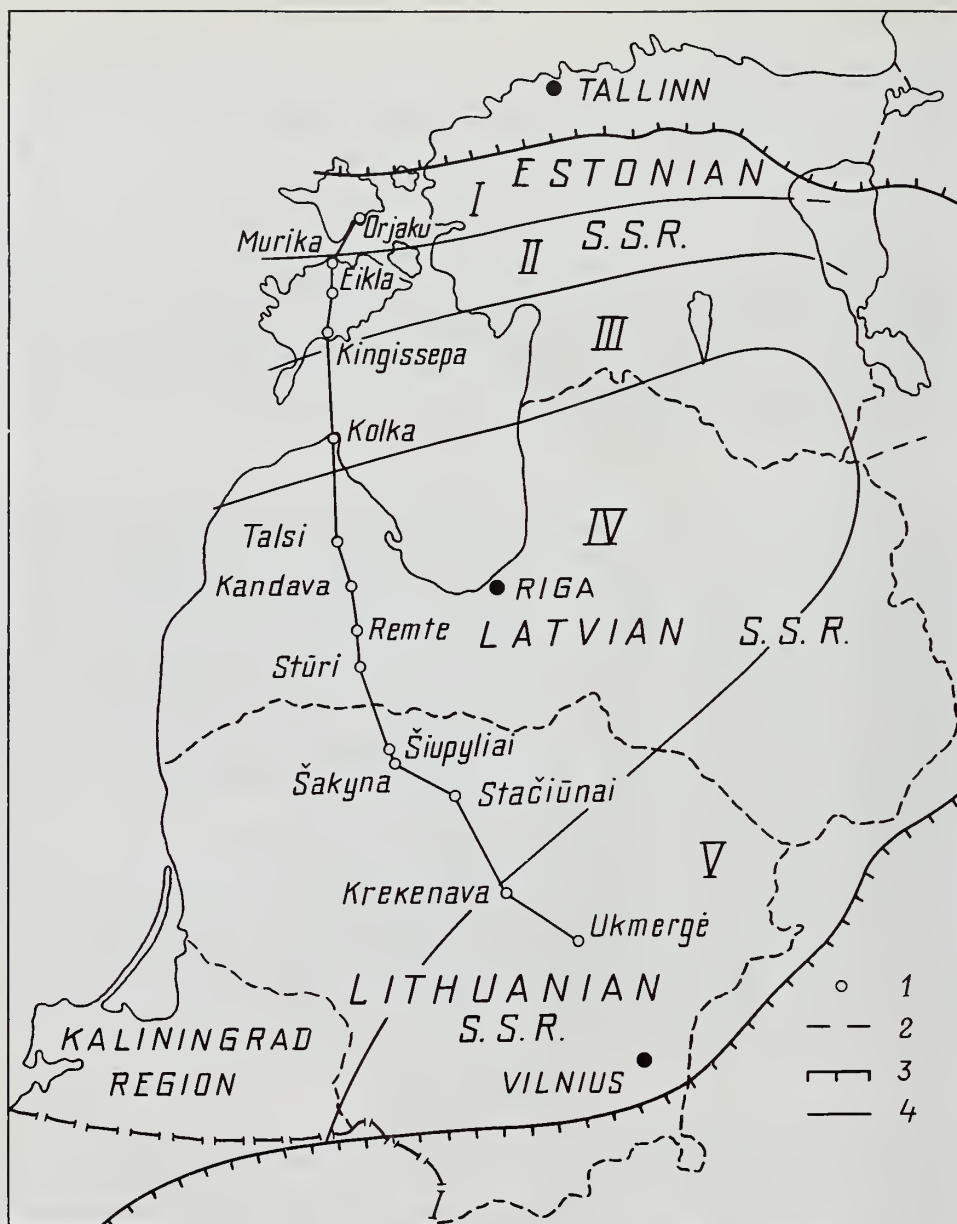 TALLINN
ESTONIAN
S.S.R.
I
Orjaku
Murika
II
Eikla
III
Kingissepa
Kolka
IV
Talsi
Kandava
RIGA
Remte
LATVIAN S.S.R.
Stūri
Šiupyliai
Šakyna
Stačiūnai
V
Krekenava
Ukmergė
LITHUANIAN
S.S.R.
KALININGRAD
REGION
VILNIUS
1
2
3
4
I